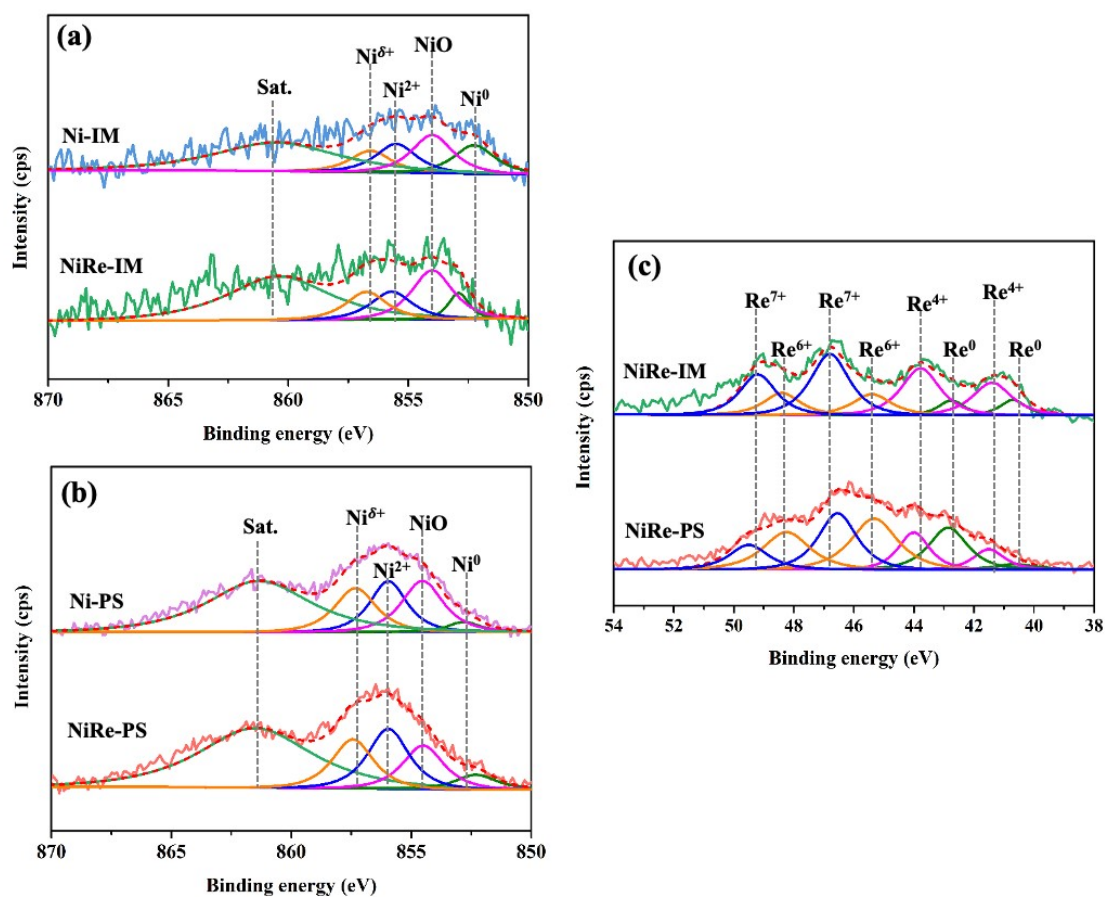 (a)
Sat.
Niδ+
Ni2+
NiO
Ni0
Ni-IM
NiRe-IM
Intensity (cps)
870 865 860 855 850
Binding energy (eV)
(b)
Sat.
Niδ+
Ni2+
NiO
Ni0
Ni-PS
NiRe-PS
Intensity (cps)
870 865 860 855 850
Binding energy (eV)
(c)
Re7+ Re7+ Re4+ Re4+
Re6+ Re6+ Re0 Re0
NiRe-IM
NiRe-PS
Intensity (cps)
54 52 50 48 46 44 42 40 38
Binding energy (eV)